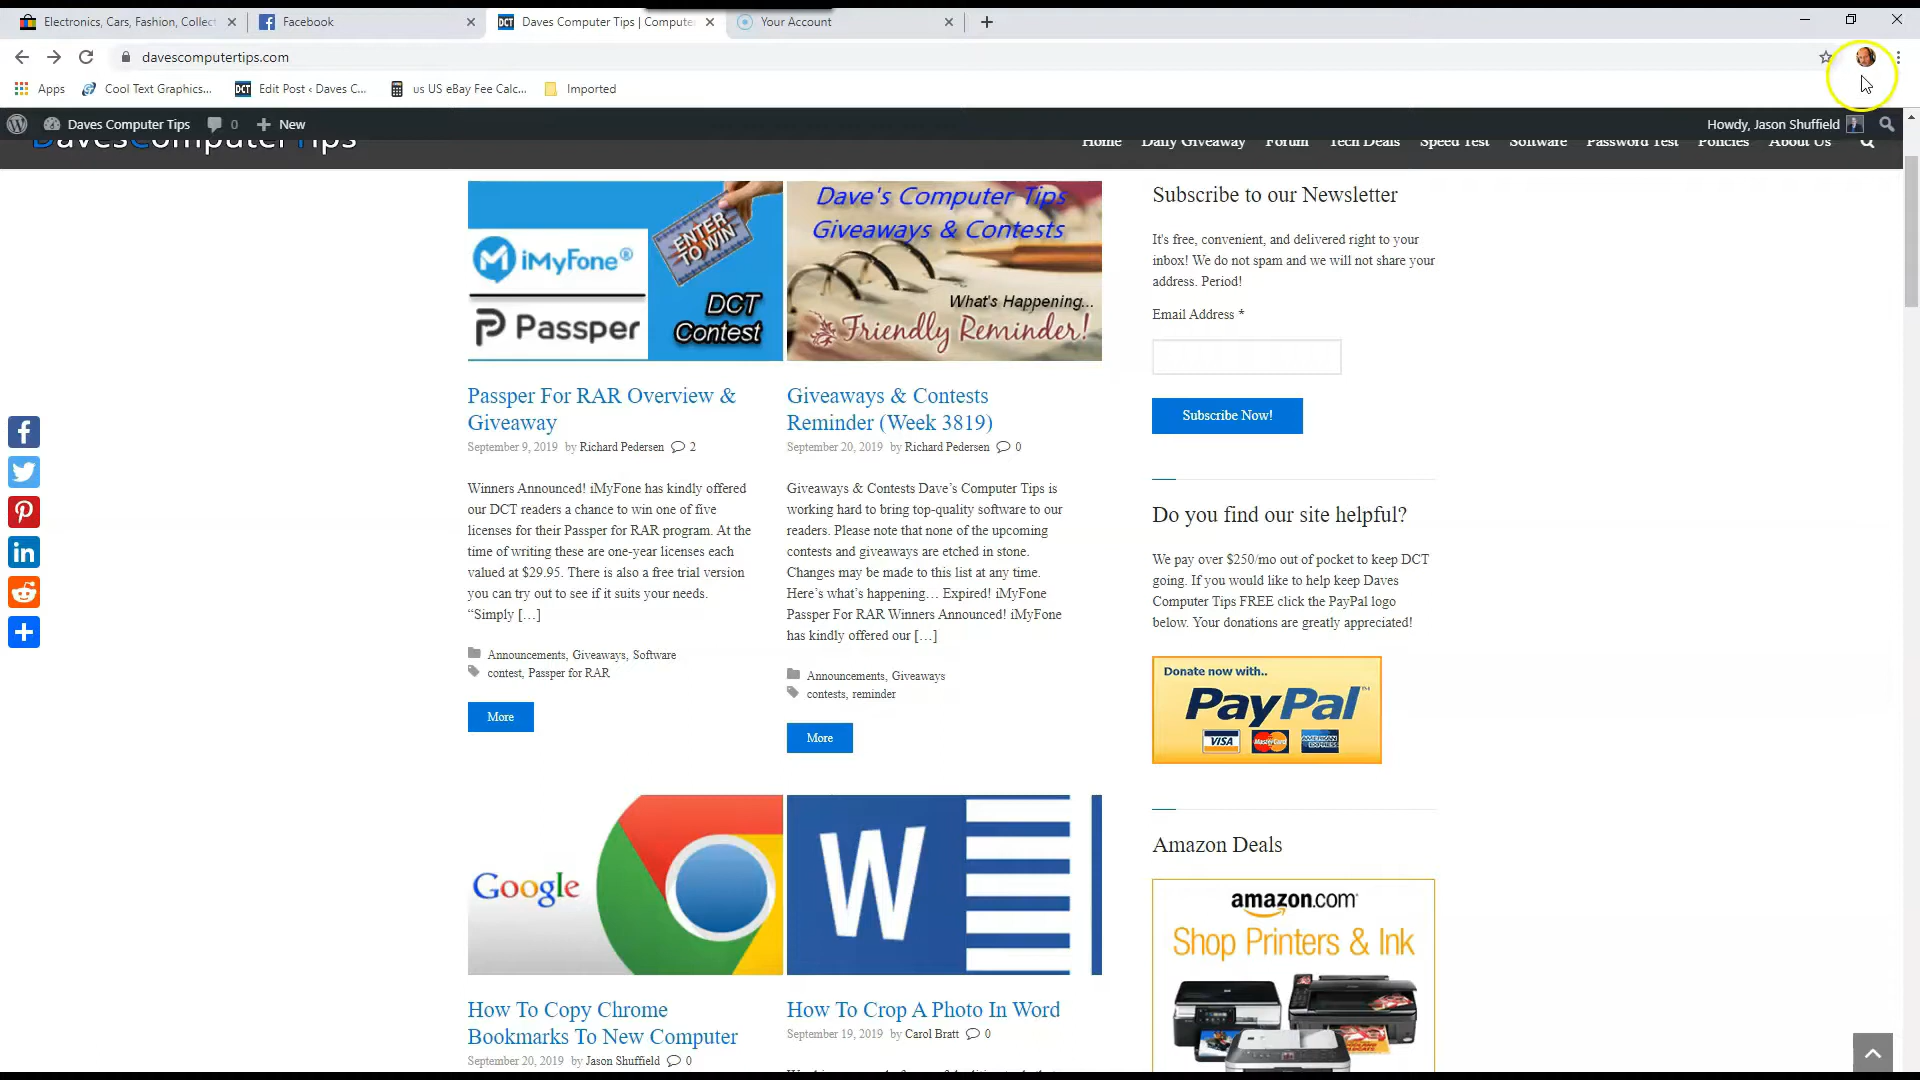 Electronics, Cars, Fashion, Collect
Facebook
Daves Computer Tips | Compute
Your Account
davescomputertips.com
Apps
Cool Text Graphics...
Edit Post ‹ Daves C...
us US eBay Fee Calc...
Imported
Daves Computer Tips
0
New
Howdy, Jason Shuffield
DavesComputerTips
Home
Daily Giveaway
Forum
Tech Deals
Speed Test
Software
Password Test
Policies
About Us
iMyFone®
Passper
ENTER TO WIN
DCT
Contest
Dave's Computer Tips
Giveaways & Contests
What's Happening...
Friendly Reminder!
Passper For RAR Overview &
Giveaway
September 9, 2019 by Richard Pedersen 2
Winners Announced! iMyFone has kindly offered
our DCT readers a chance to win one of five
licenses for their Passper for RAR program. At the
time of writing these are one-year licenses each
valued at $29.95. There is also a free trial version
you can try out to see if it suits your needs.
“Simply […]
Announcements, Giveaways, Software
contest, Passper for RAR
More
Giveaways & Contests
Reminder (Week 3819)
September 20, 2019 by Richard Pedersen 0
Giveaways & Contests Dave’s Computer Tips is
working hard to bring top-quality software to our
readers. Please note that none of the upcoming
contests and giveaways are etched in stone.
Changes may be made to this list at any time.
Here’s what’s happening… Expired! iMyFone
Passper For RAR Winners Announced! iMyFone
has kindly offered our […]
Announcements, Giveaways
contests, reminder
More
Google
W
How To Copy Chrome
Bookmarks To New Computer
September 20, 2019 by Jason Shuffield 0
How To Crop A Photo In Word
September 19, 2019 by Carol Bratt 0
Subscribe to our Newsletter
It's free, convenient, and delivered right to your
inbox! We do not spam and we will not share your
address. Period!
Email Address *
Subscribe Now!
Do you find our site helpful?
We pay over $250/mo out of pocket to keep DCT
going. If you would like to help keep Daves
Computer Tips FREE click the PayPal logo
below. Your donations are greatly appreciated!
Donate now with..
PayPal™
VISA
MasterCard
AMERICAN EXPRESS
Amazon Deals
amazon.com
Shop Printers & Ink